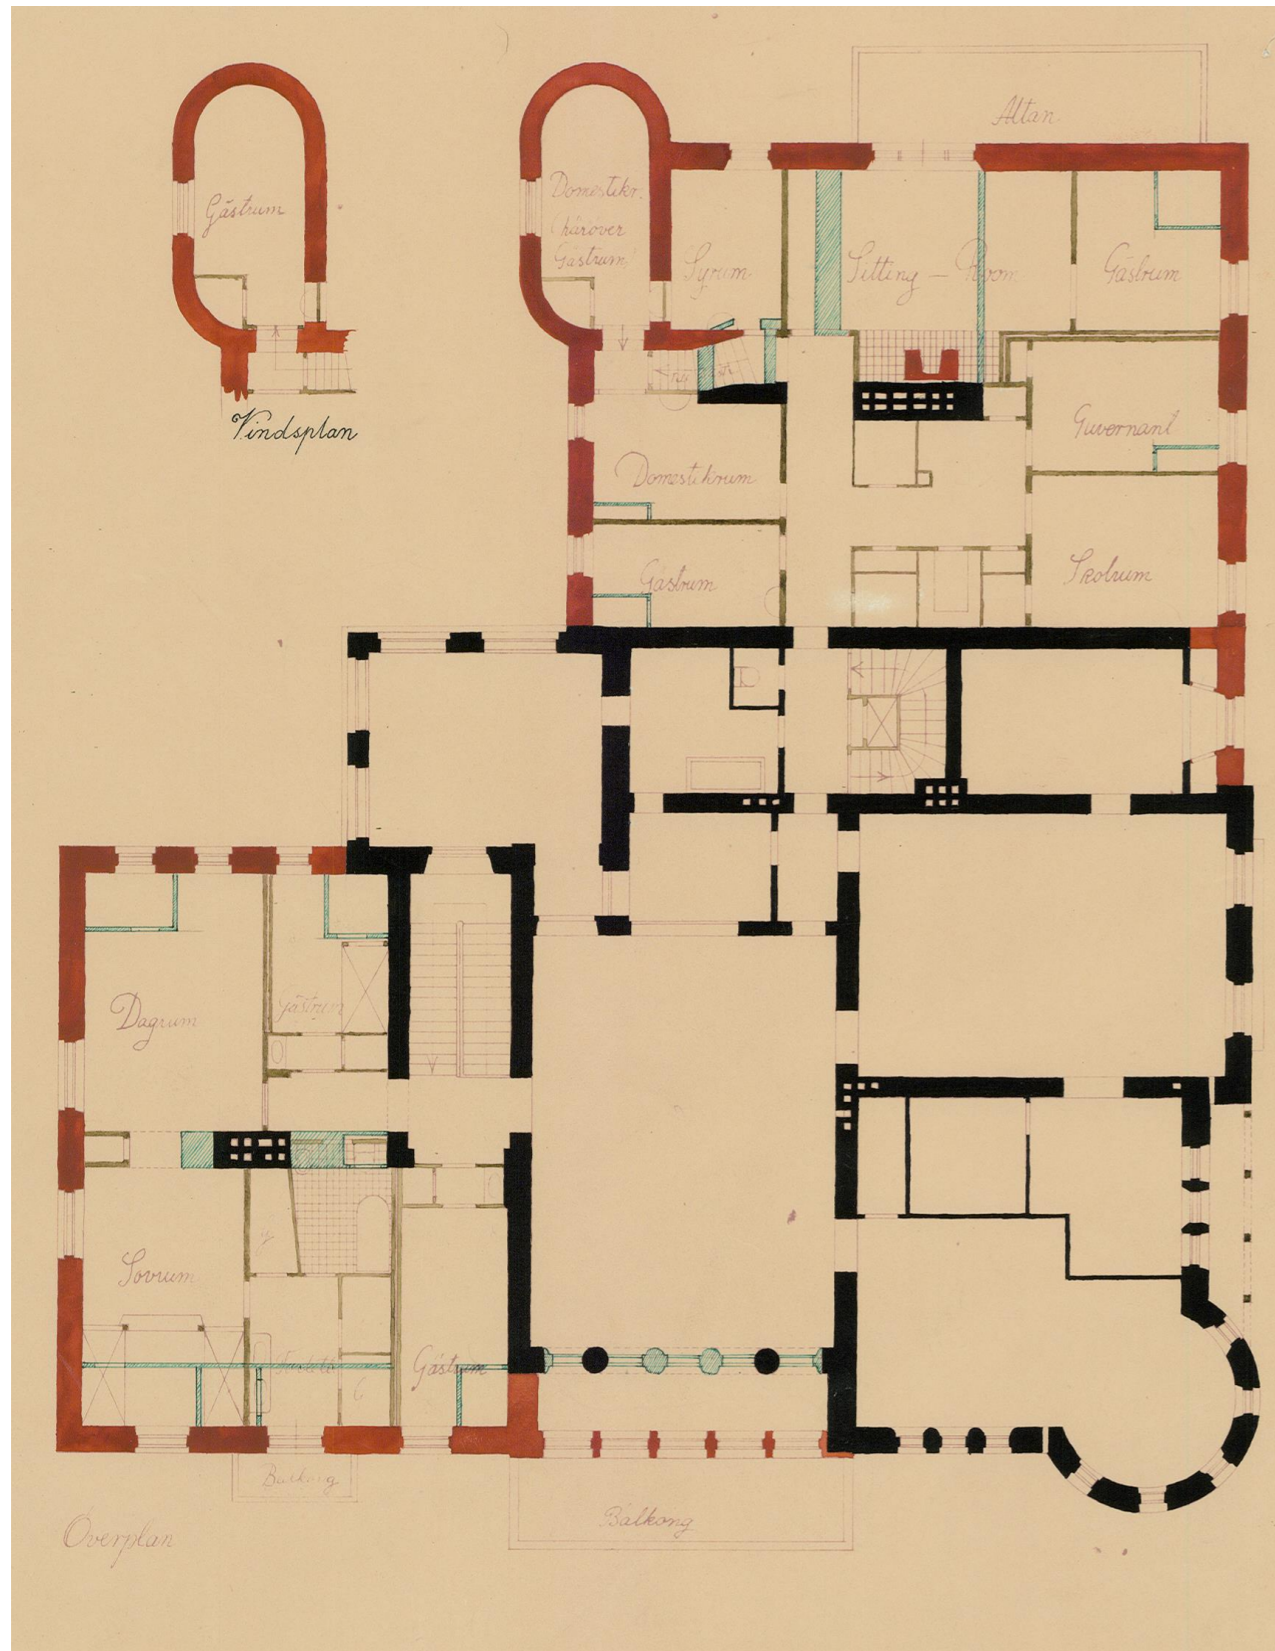 Altan
Gästrum
Domestikr.
(häröver
Gästrum)
Syrum
Sitting - Room
Gästrum
Vindsplan
Guvernant
Domestikrum
Gästrum
Skolrum
Dagrum
Gästrum
Sovrum
Toilett
G
Gästrum
Balkong
Balkong
Överplan